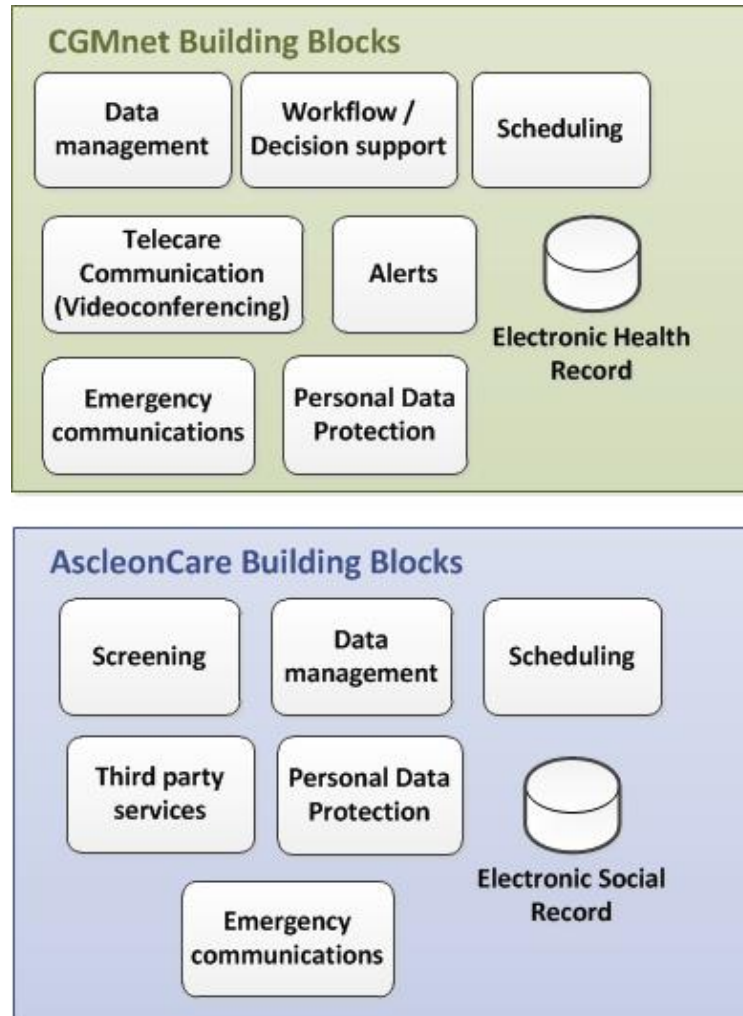 CGMnet Building Blocks
Data
management
Workflow /
Decision support
Scheduling
Telecare
Communication
(Videoconferencing)
Alerts
Electronic Health
Record
Emergency
communications
Personal Data
Protection
AscleonCare Building Blocks
Screening
Data
management
Scheduling
Third party
services
Personal Data
Protection
Electronic Social
Record
Emergency
communications